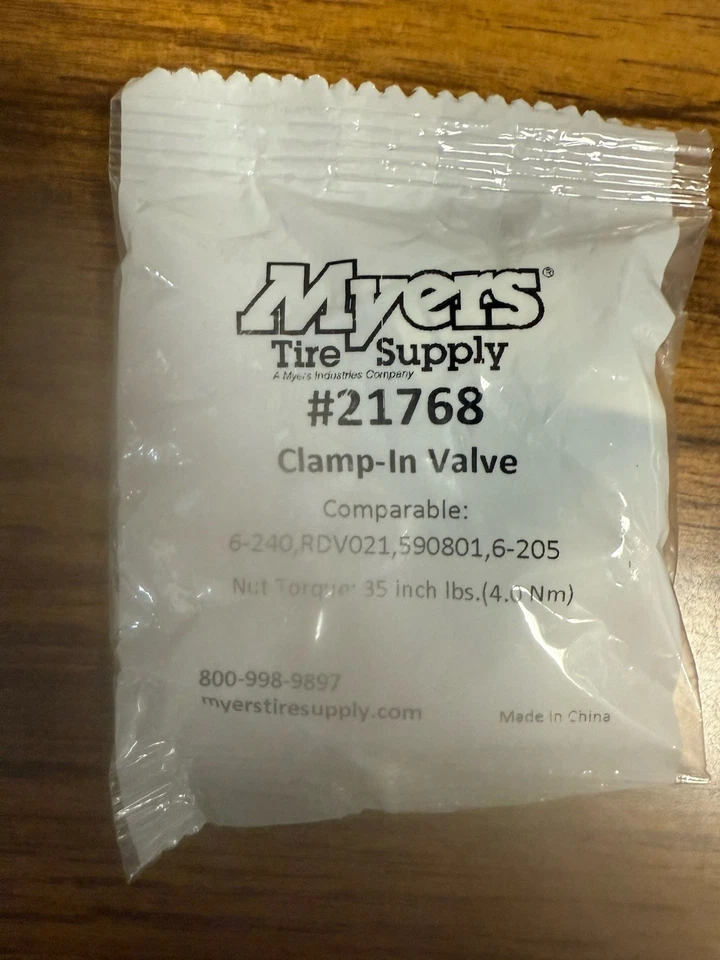 Myers®
Tire Supply
A Myers Industries Company
#21768
Clamp-In Valve
Comparable:
6-240,RDV021,590801,6-205
Nut Torque: 35 inch lbs.(4.0 Nm)
800-998-9897
myerstiresupply.com
Made in China